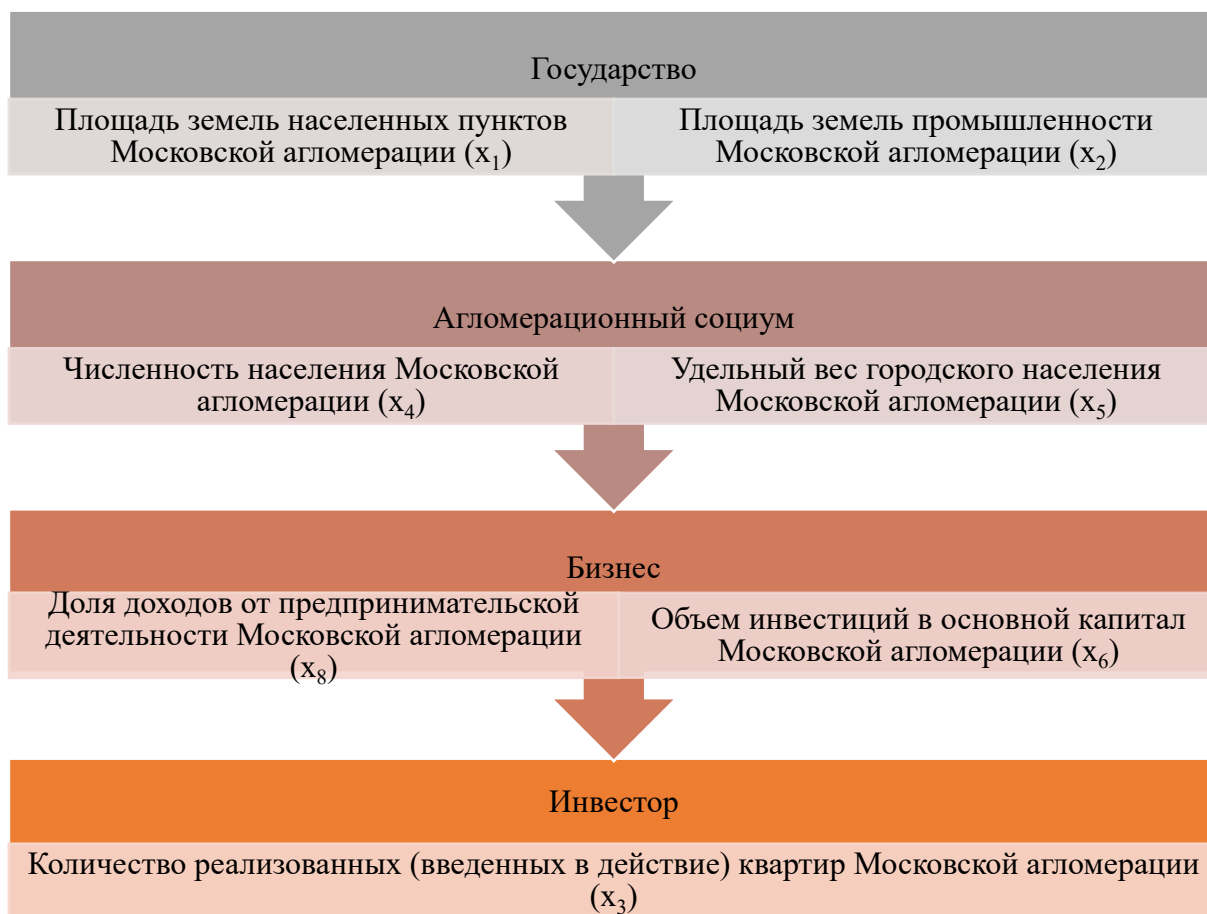 Государство
Площадь земель населенных пунктов
Московской агломерации (x₁)
Площадь земель промышленности
Московской агломерации (x₂)
Агломерационный социум
Численность населения Московской
агломерации (x₄)
Удельный вес городского населения
Московской агломерации (x₅)
Бизнес
Доля доходов от предпринимательской
деятельности Московской агломерации
(x₈)
Объем инвестиций в основной капитал
Московской агломерации (x₆)
Инвестор
Количество реализованных (введенных в действие) квартир Московской агломерации
(x₃)